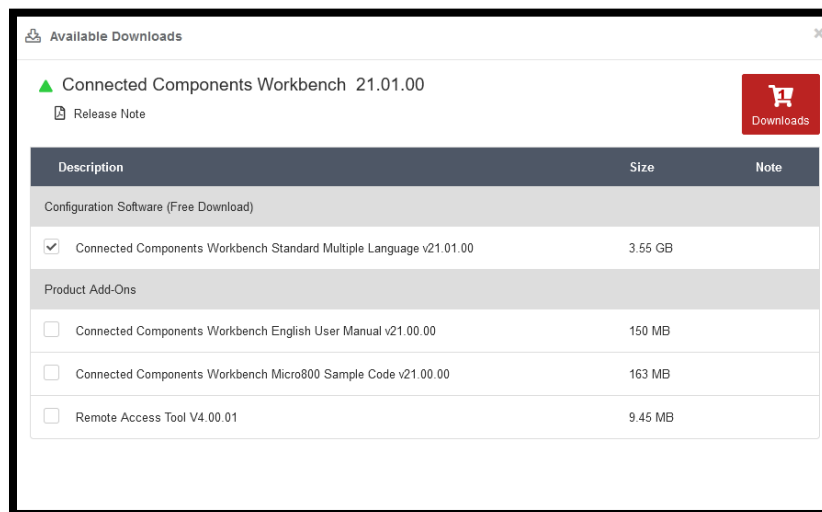 Available Downloads
Connected Components Workbench 21.01.00
Release Note
1
Downloads
Description Size Note
Configuration Software (Free Download)
Connected Components Workbench Standard Multiple Language v21.01.00 3.55 GB
Product Add-Ons
Connected Components Workbench English User Manual v21.00.00 150 MB
Connected Components Workbench Micro800 Sample Code v21.00.00 163 MB
Remote Access Tool V4.00.01 9.45 MB